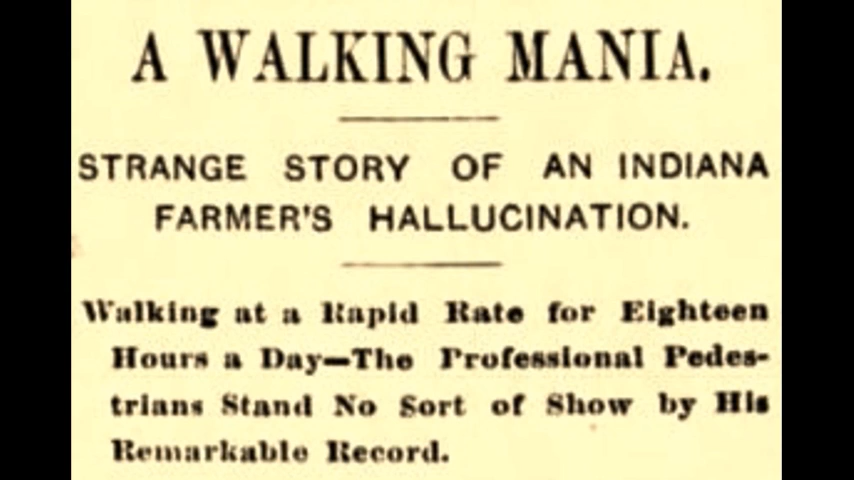 A WALKING MANIA.
STRANGE STORY OF AN INDIANA
FARMER'S HALLUCINATION.
Walking at a Rapid Rate for Eighteen
Hours a Day—The Professional Pedes-
trians Stand No Sort of Show by His
Remarkable Record.